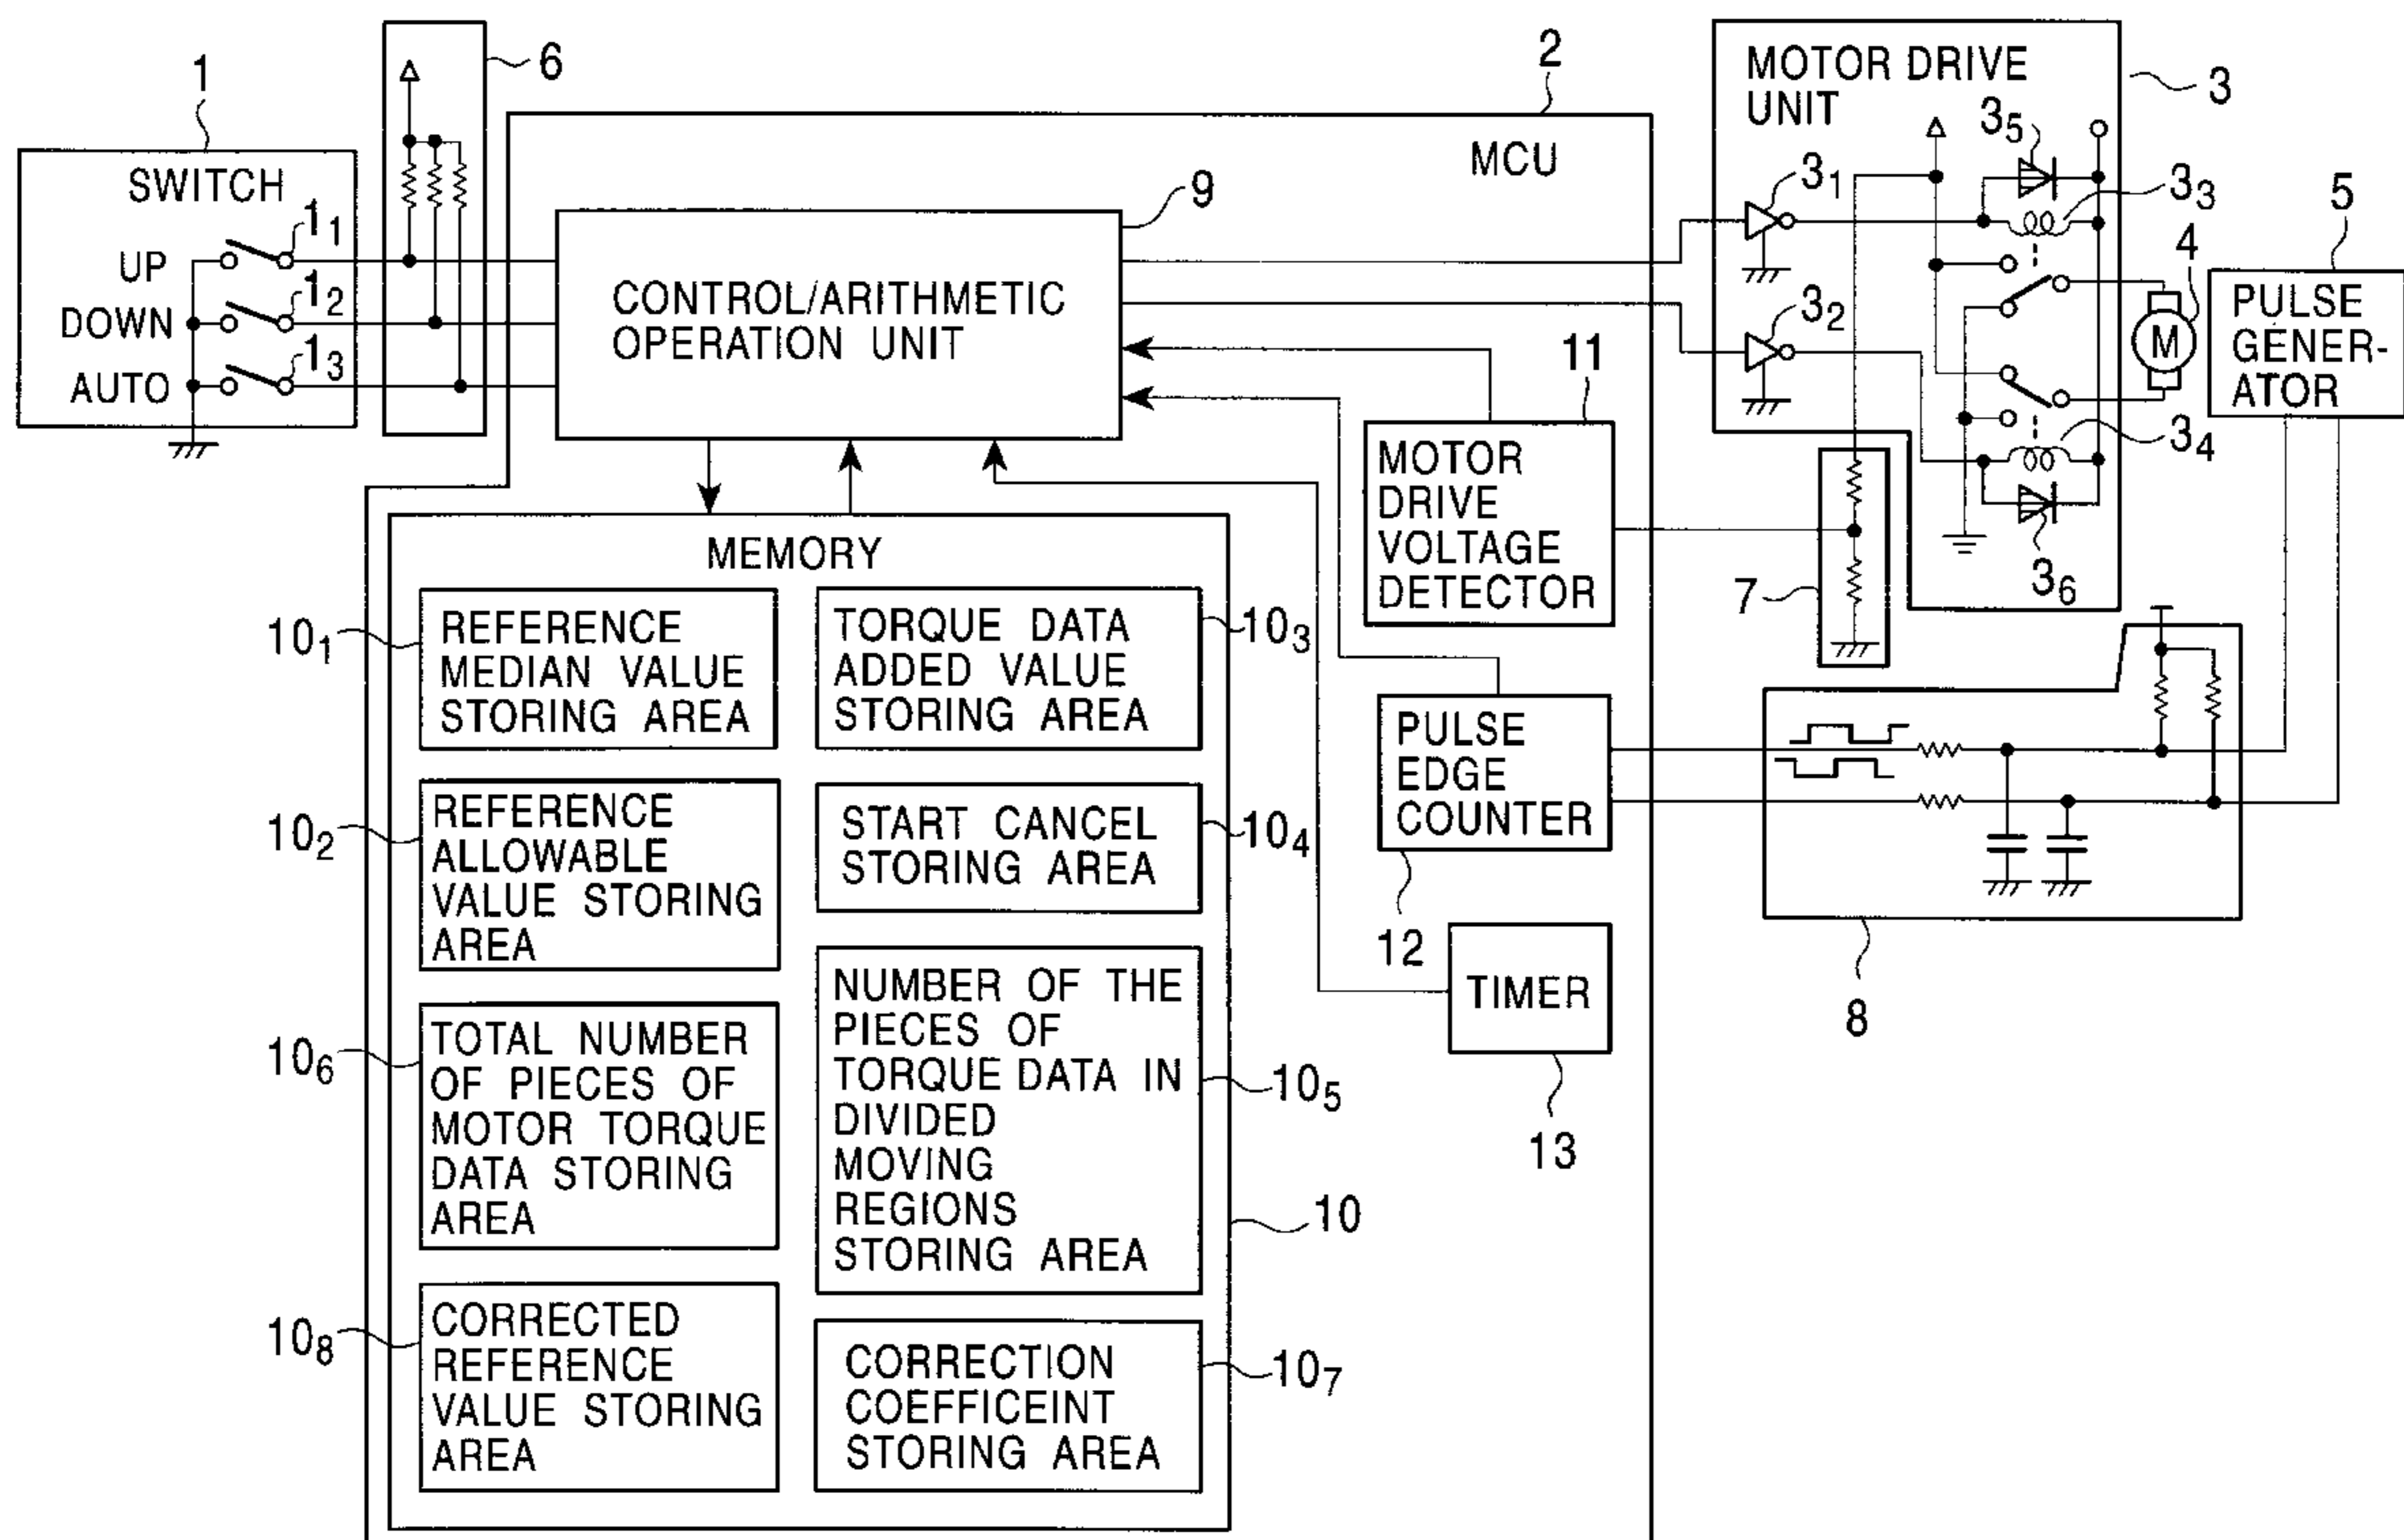 1
SWITCH
UP
DOWN
AUTO
1₁
1₂
1₃
6
2
MCU
9
CONTROL/ARITHMETIC
OPERATION UNIT
MOTOR DRIVE
UNIT
3
3₁
3₂
3₅
3₃
3₄
3₆
4
M
5
PULSE
GENER-
ATOR
11
MOTOR
DRIVE
VOLTAGE
DETECTOR
7
PULSE
EDGE
COUNTER
12
8
TIMER
13
MEMORY
10₁
REFERENCE
MEDIAN VALUE
STORING AREA
TORQUE DATA
ADDED VALUE
STORING AREA
10₃
10₂
REFERENCE
ALLOWABLE
VALUE STORING
AREA
START CANCEL
STORING AREA
10₄
10₆
TOTAL NUMBER
OF PIECES OF
MOTOR TORQUE
DATA STORING
AREA
NUMBER OF THE
PIECES OF
TORQUE DATA IN
DIVIDED
MOVING
REGIONS
STORING AREA
10₅
10
10₈
CORRECTED
REFERENCE
VALUE STORING
AREA
CORRECTION
COEFFICEINT
STORING AREA
10₇